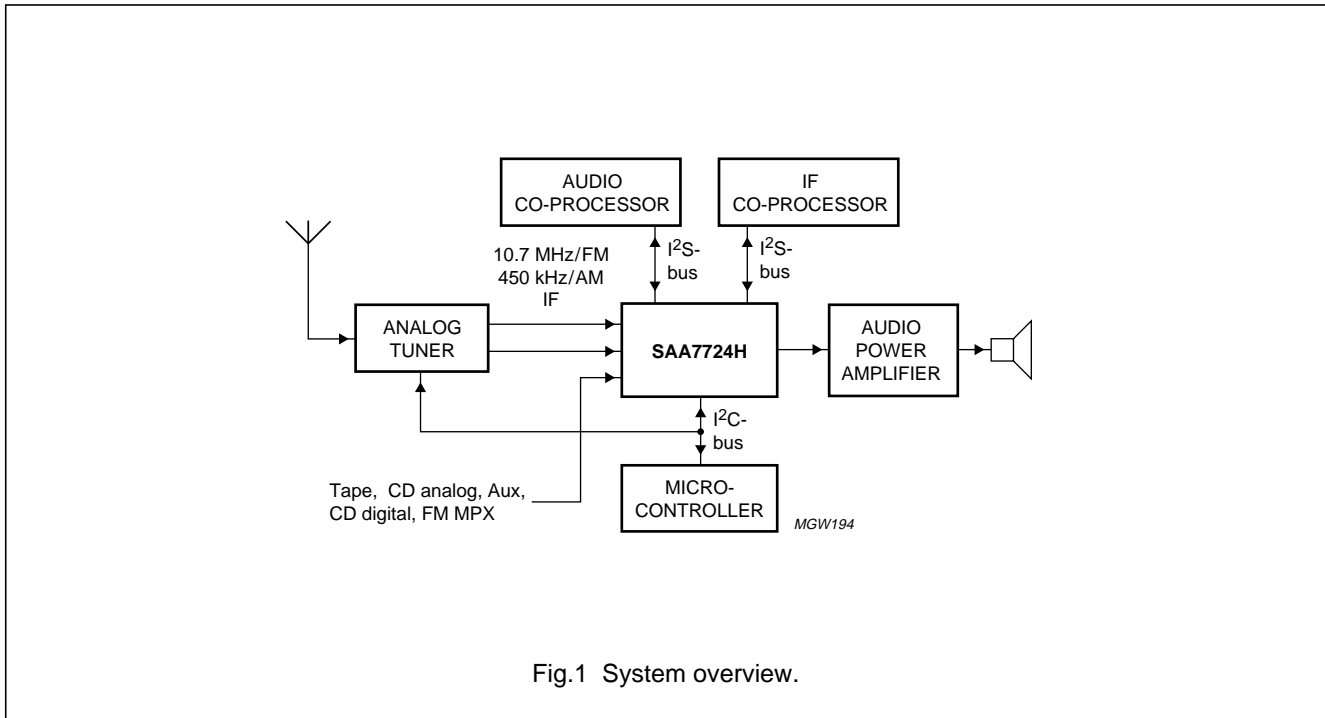 AUDIO
CO-PROCESSOR
IF
CO-PROCESSOR
I2S-
bus
I2S-
bus
10.7 MHz/FM
450 kHz/AM
IF
ANALOG
TUNER
SAA7724H
AUDIO
POWER
AMPLIFIER
I2C-
bus
Tape, CD analog, Aux,
CD digital, FM MPX
MICRO-
CONTROLLER
MGW194
Fig.1 System overview.